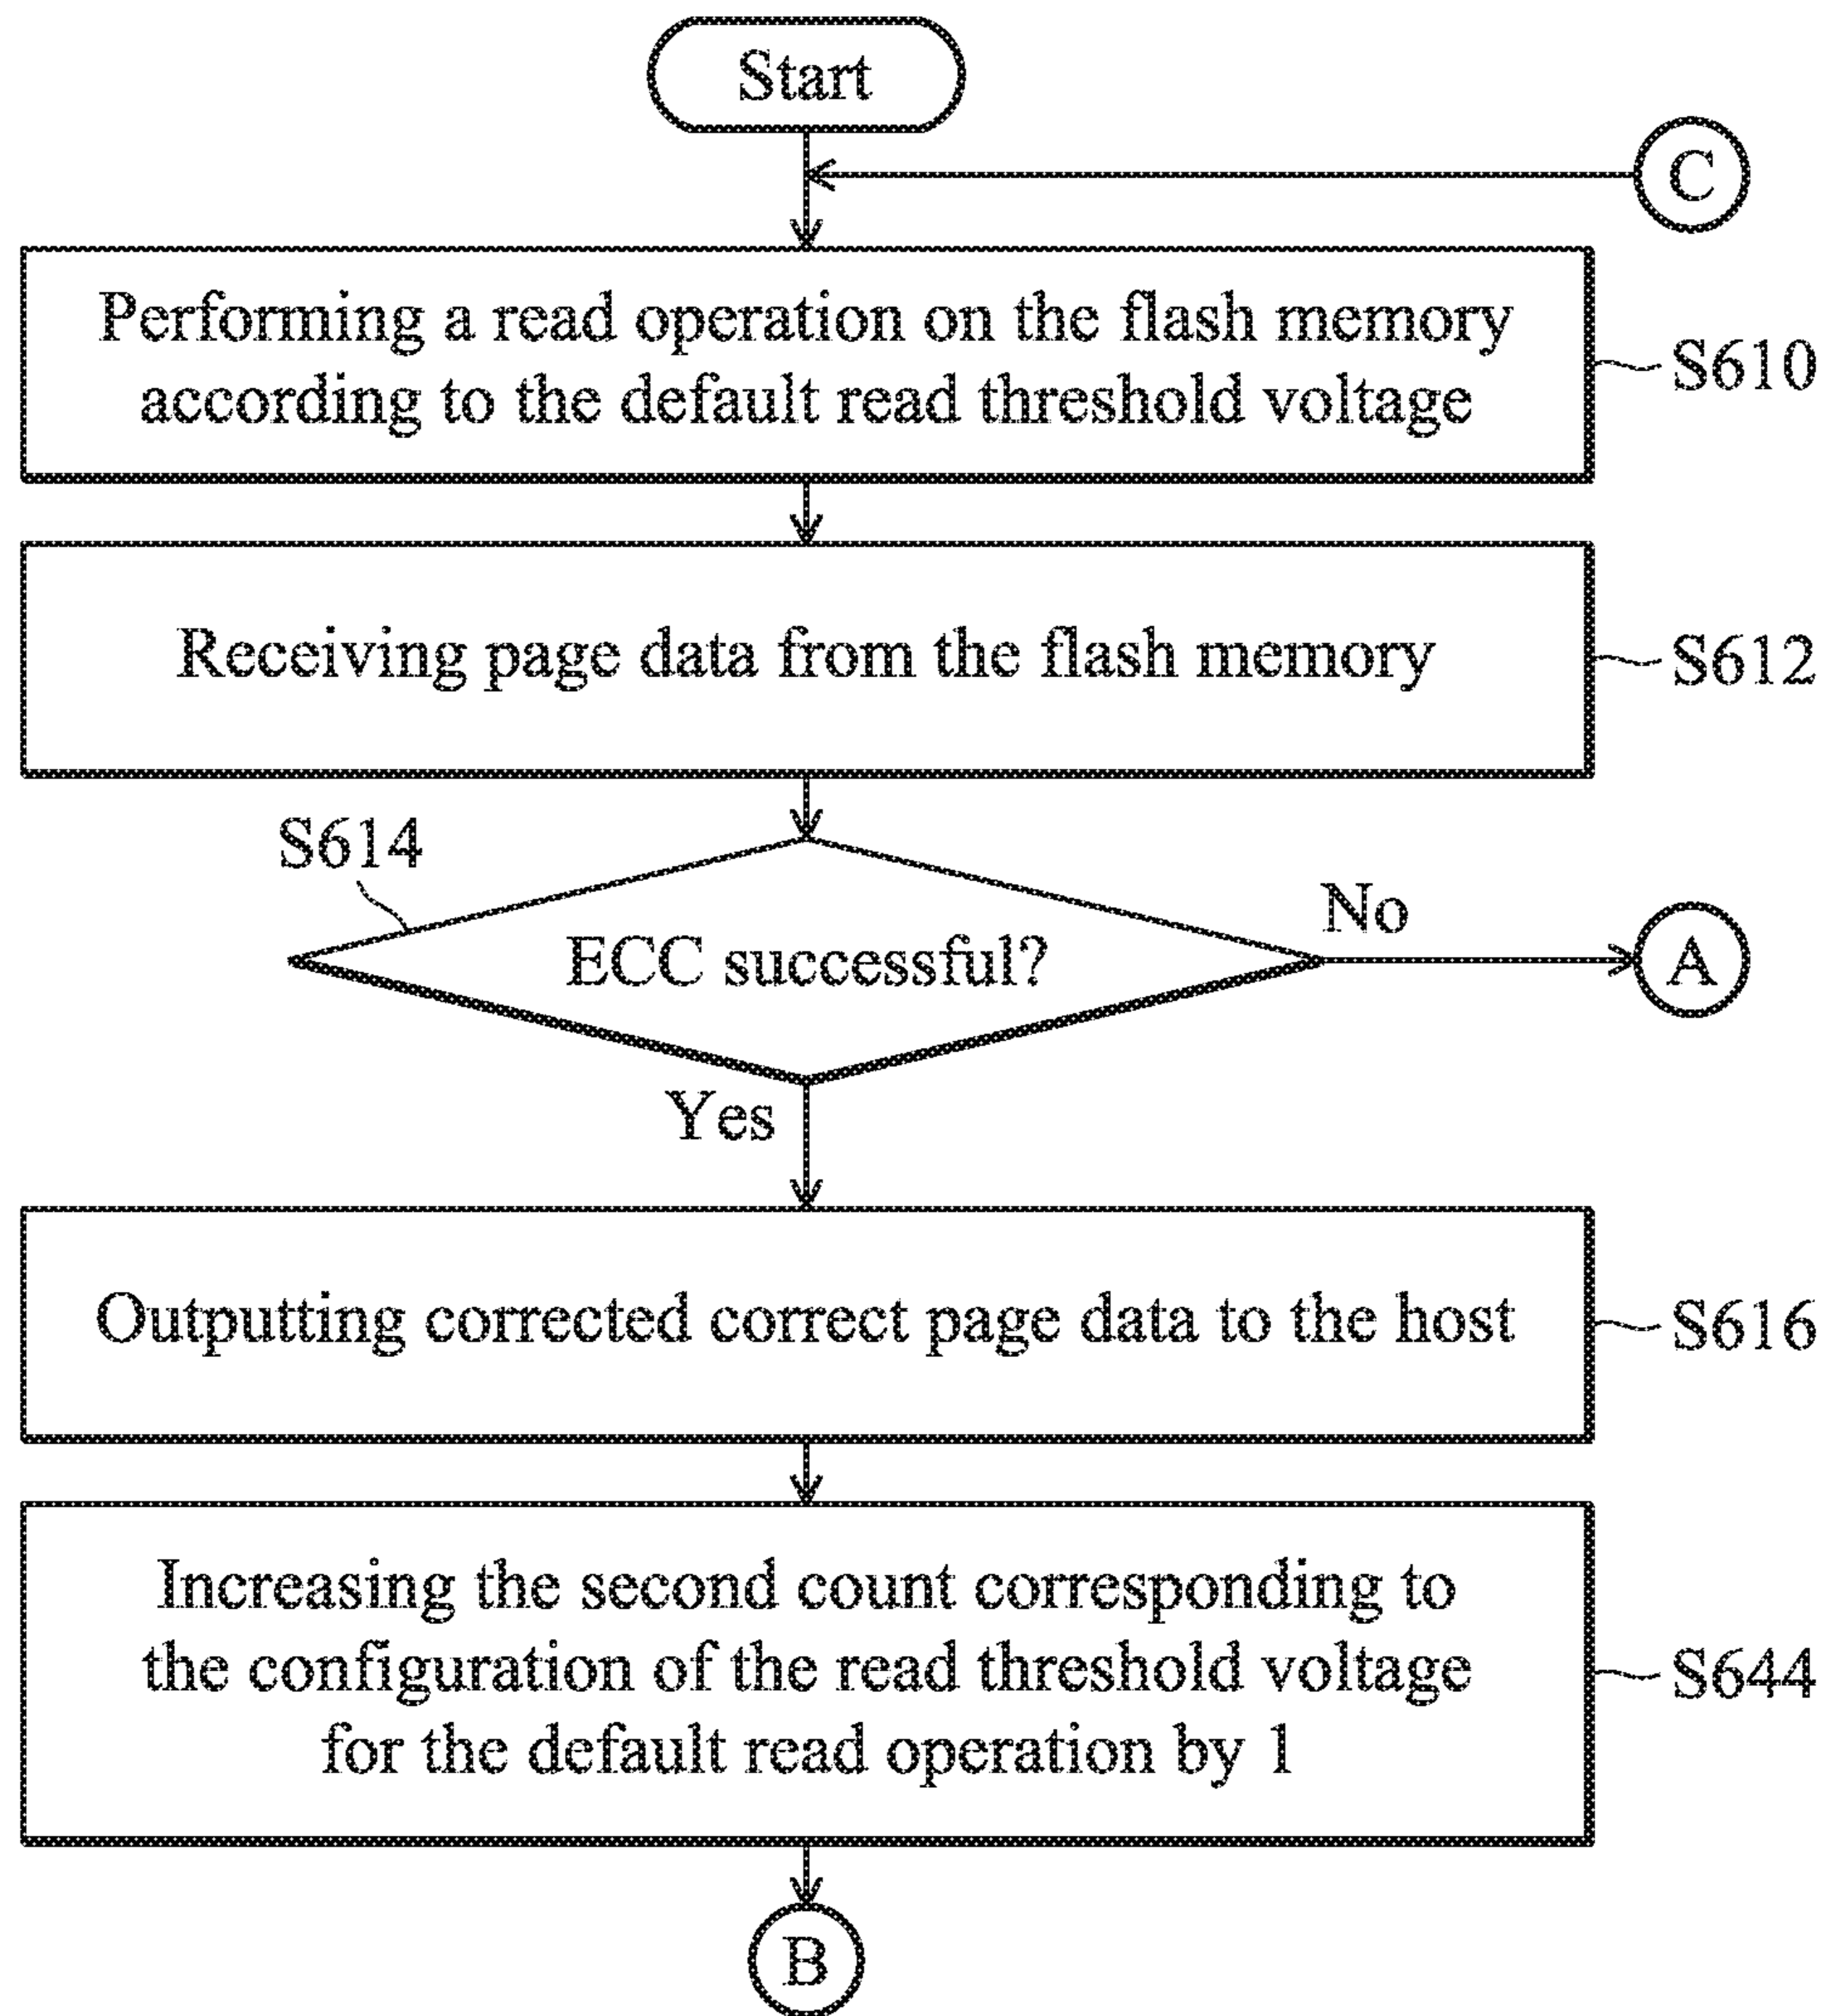 Start
C
Performing a read operation on the flash memory
according to the default read threshold voltage
S610
Receiving page data from the flash memory
S612
S614
ECC successful?
No
A
Yes
Outputting corrected correct page data to the host
S616
Increasing the second count corresponding to
the configuration of the read threshold voltage
for the default read operation by 1
S644
B